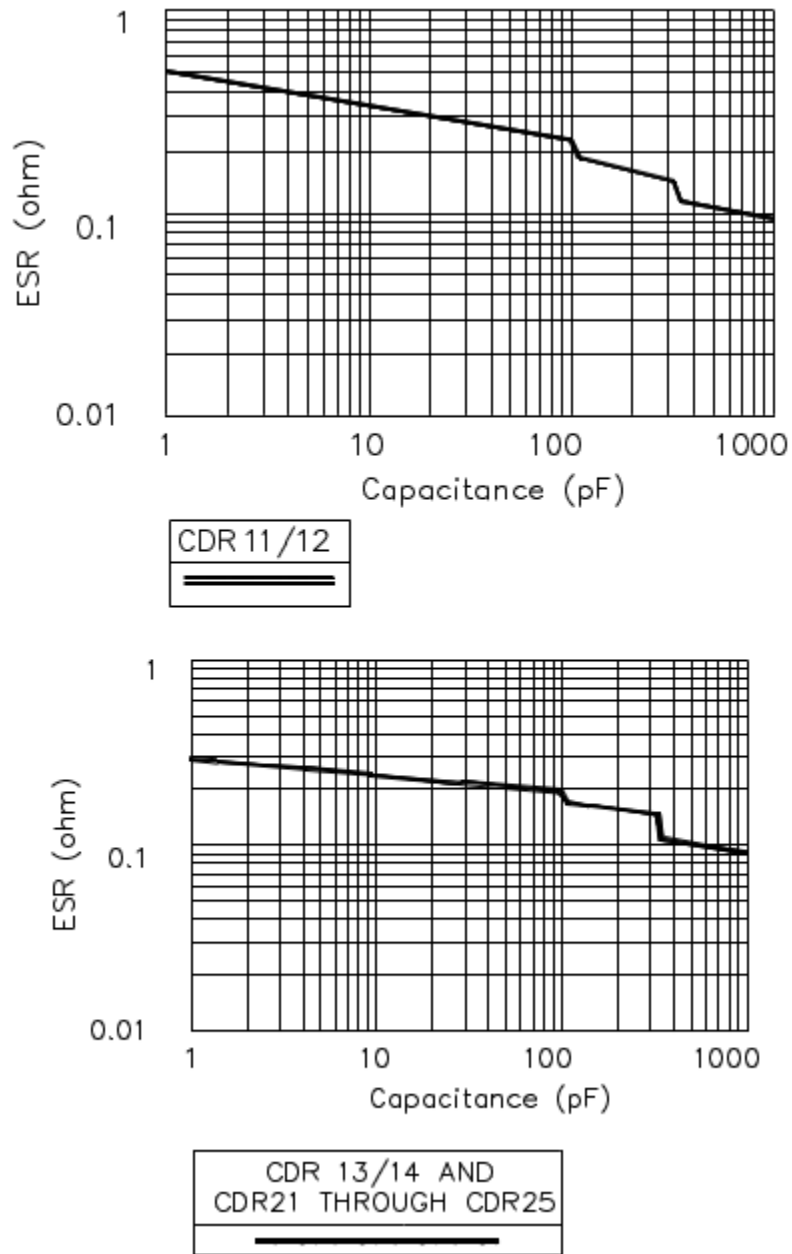 1
ESR (ohm)
0.1
0.01
1 10 100 1000
Capacitance (pF)
CDR 11/12
1
ESR (ohm)
0.1
0.01
1 10 100 1000
Capacitance (pF)
CDR 13/14 AND
CDR21 THROUGH CDR25